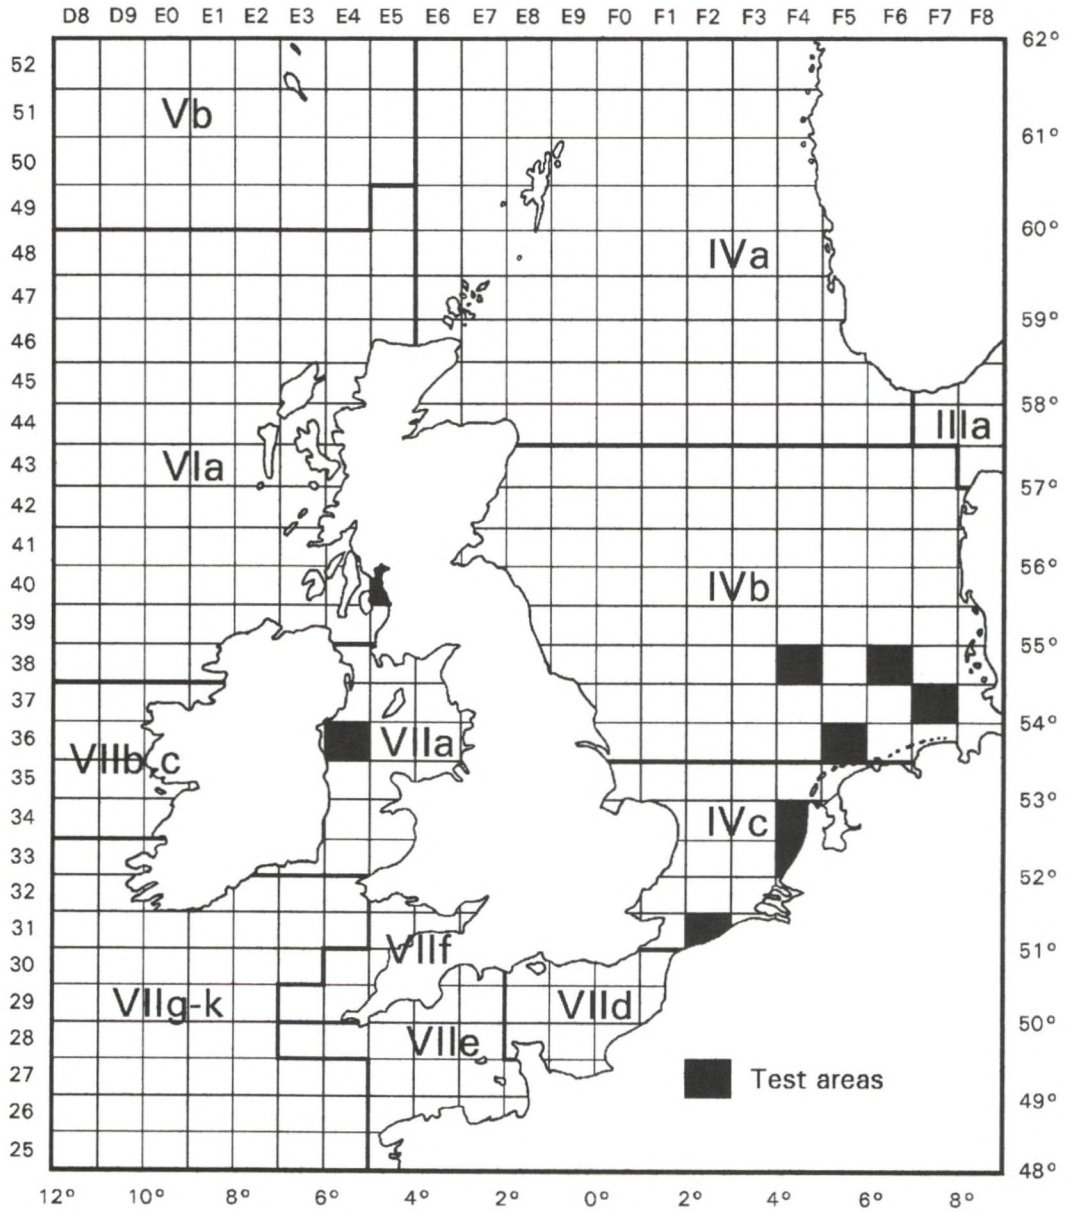 D8 D9 E0 E1 E2 E3 E4 E5 E6 E7 E8 E9 F0 F1 F2 F3 F4 F5 F6 F7 F8
62°
52
51 Vb
61°
50
49
60°
48 IVa
47
59°
46
45
58°
44 IIIa
43 VIa
57°
42
41
56°
40 IVb
39
55°
38
37
54°
36 VIIa
VIIb,c
35
53°
34 IVc
33
52°
32
31
51°
30 VIIf
29 VIIg-k VIId
50°
28 VIIe
27 Test areas
49°
26
25
48°
12° 10° 8° 6° 4° 2° 0° 2° 4° 6° 8°